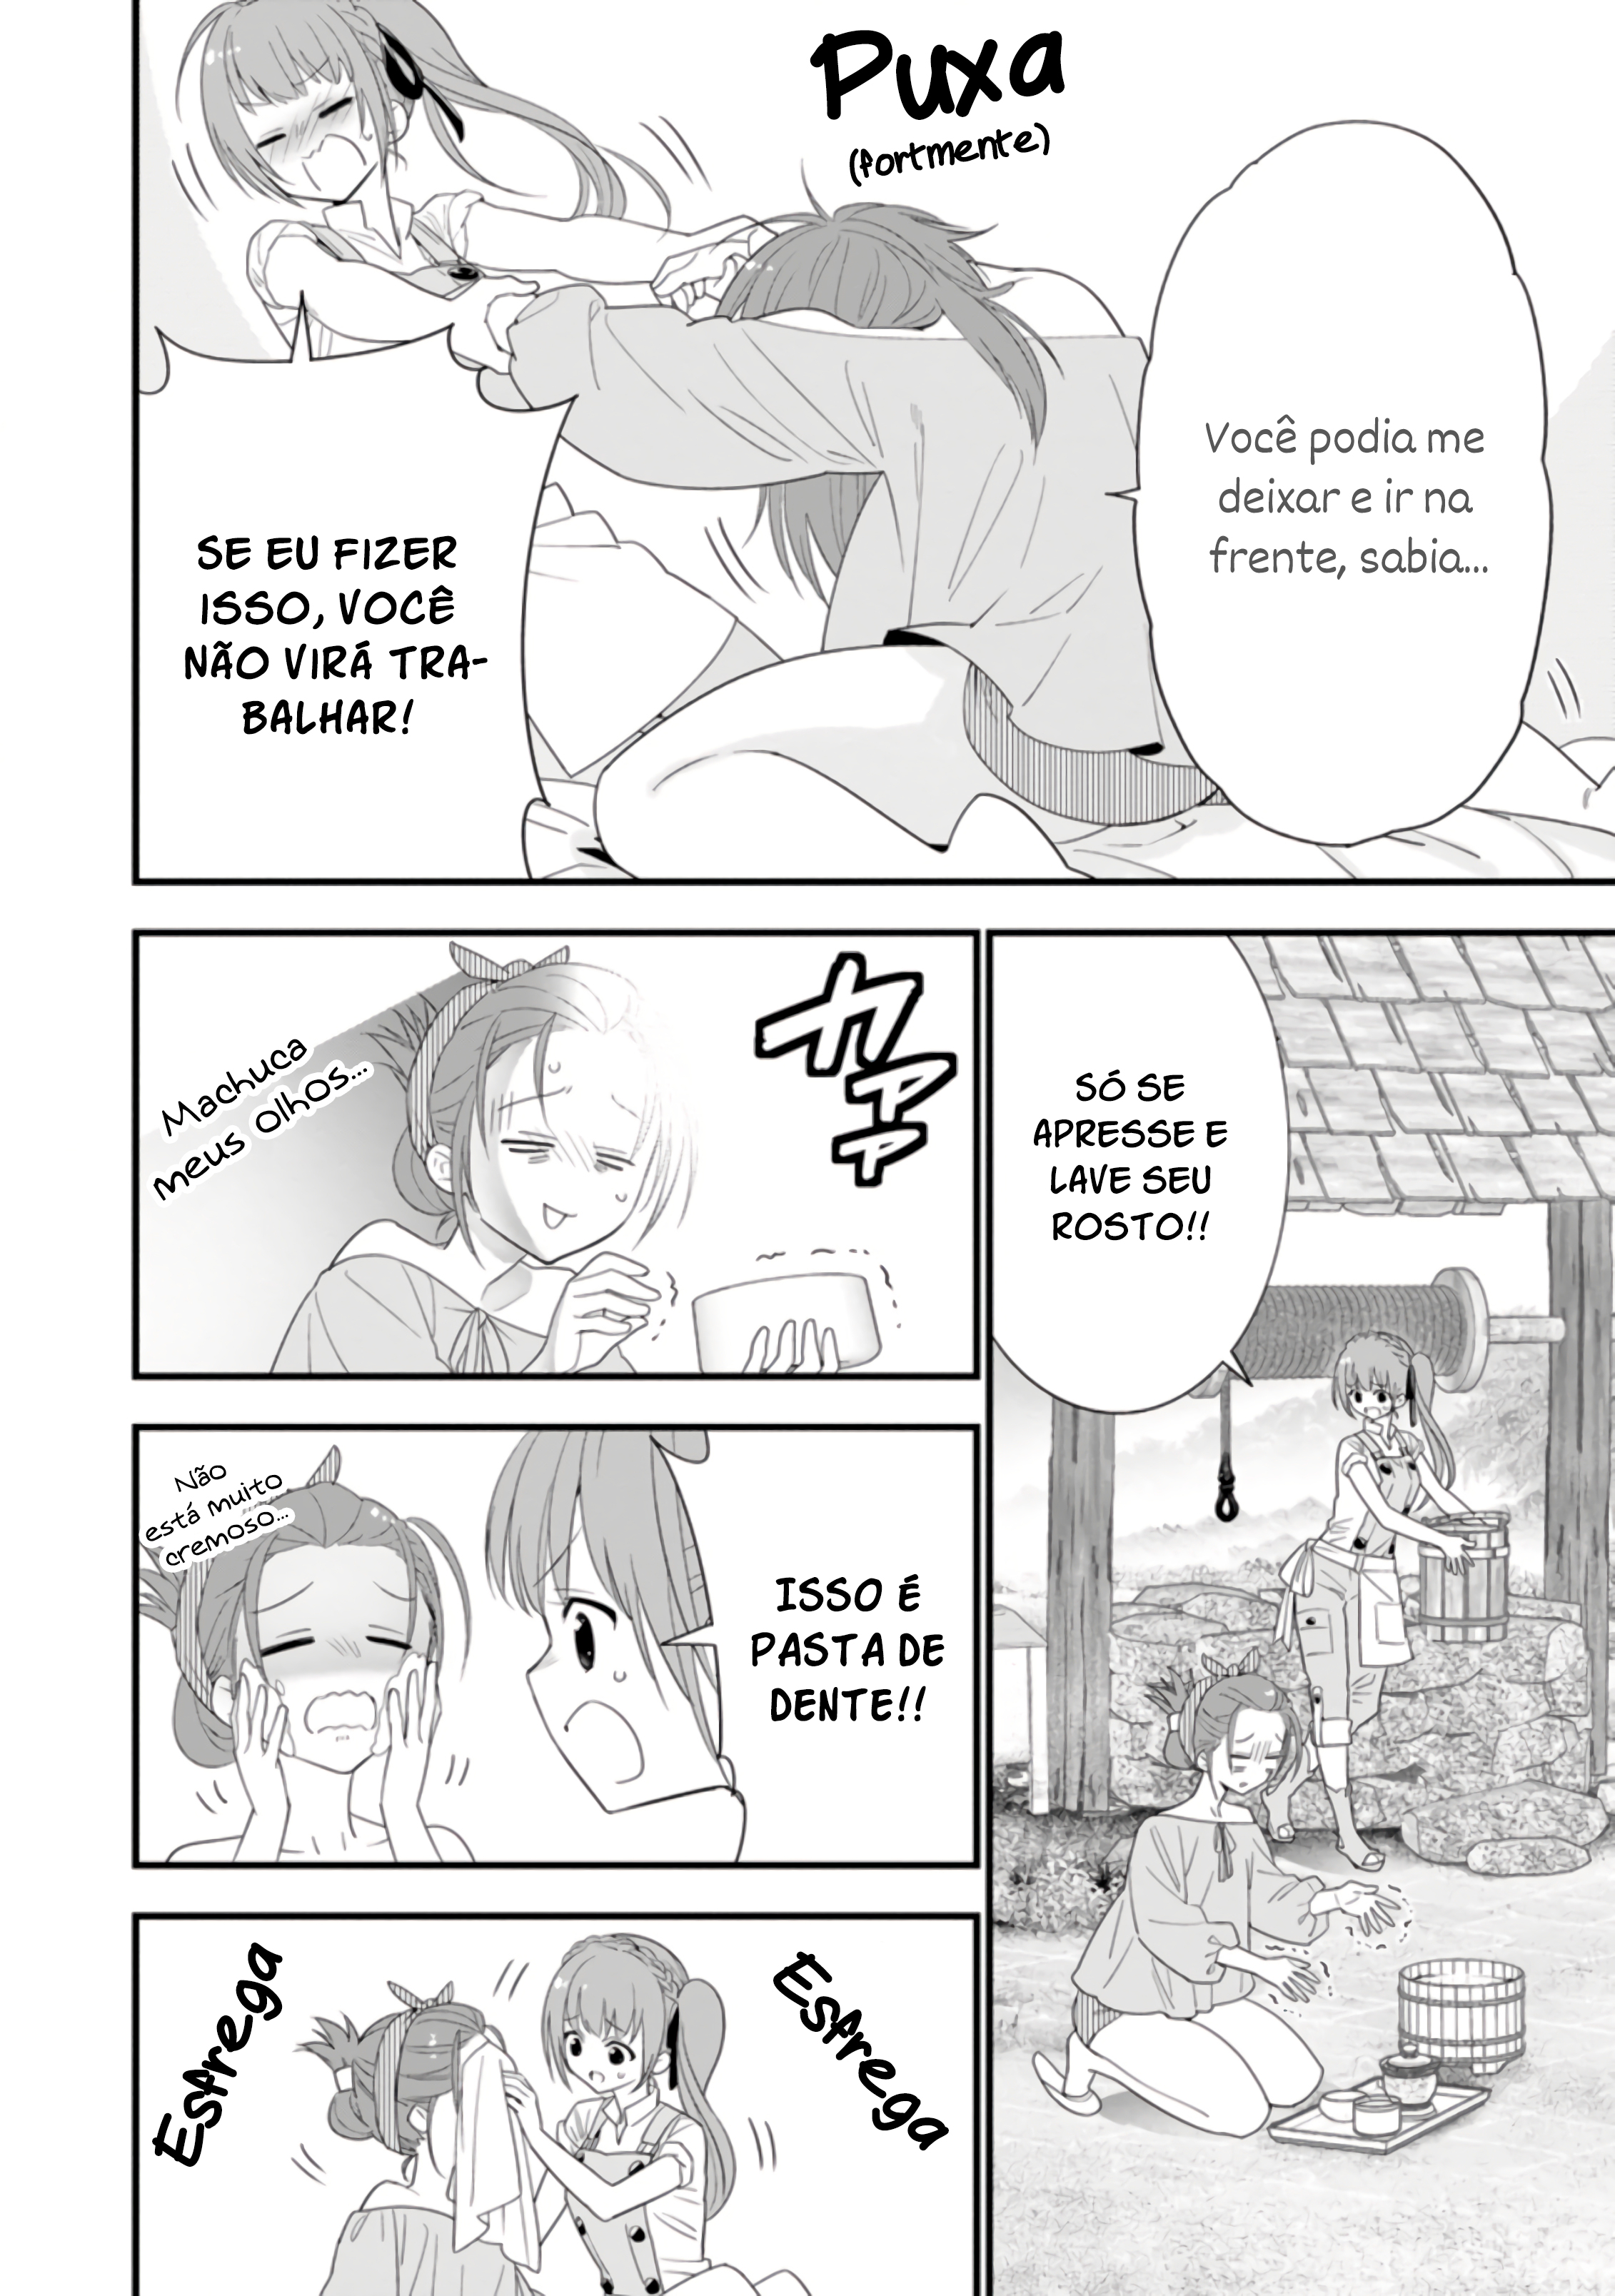 Puxa
(fortmente)
Você podia me
deixar e ir na
frente, sabia...
SE EU FIZER
ISSO, VOCÊ
NÃO VIRÁ TRA-
BALHAR!
SÓ SE
APRESSE E
LAVE SEU
ROSTO!!
カアアア
Machuca
meus olhos...
ISSO É
PASTA DE
DENTE!!
Não
está muito
cremoso...
Esfrega
Esfrega